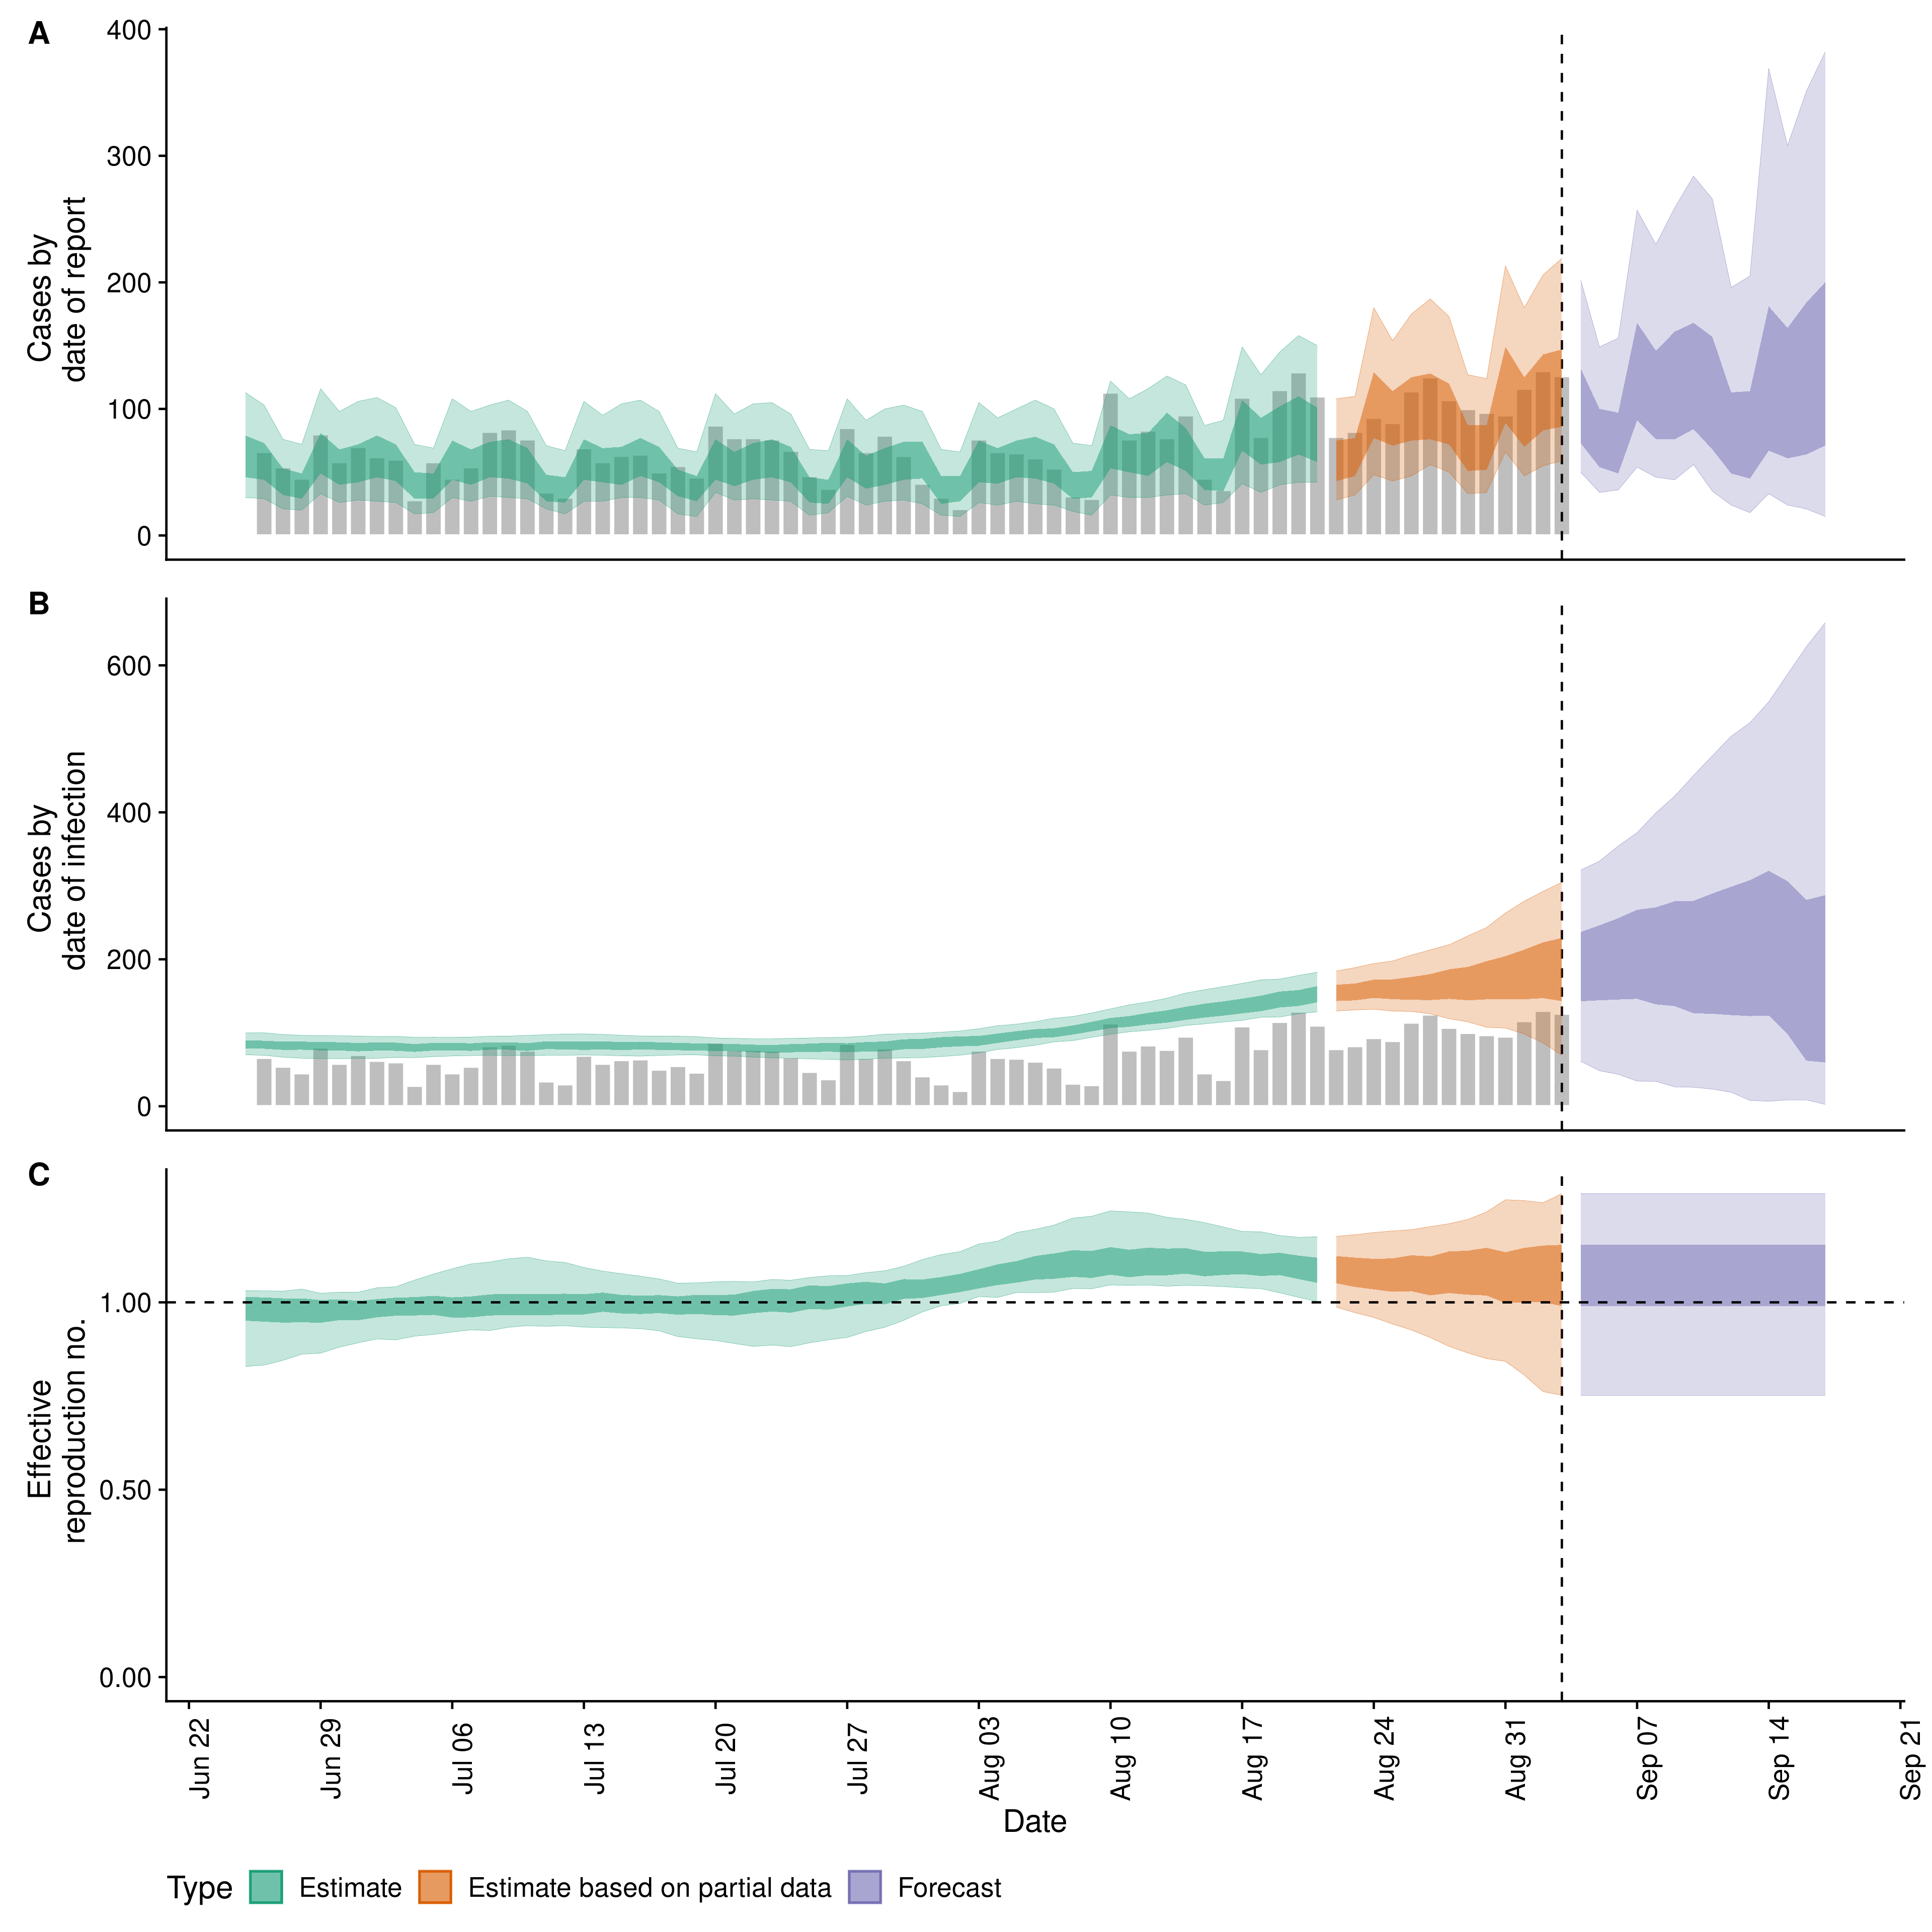 A
400
300
200
100
0
Cases by
date of report
B
600
400
200
0
Cases by
date of infection
C
1.00
0.50
0.00
Effective
reproduction no.
Jun 22
Jun 29
Jul 06
Jul 13
Jul 20
Jul 27
Aug 03
Aug 10
Aug 17
Aug 24
Aug 31
Sep 07
Sep 14
Sep 21
Date
Type Estimate Estimate based on partial data Forecast